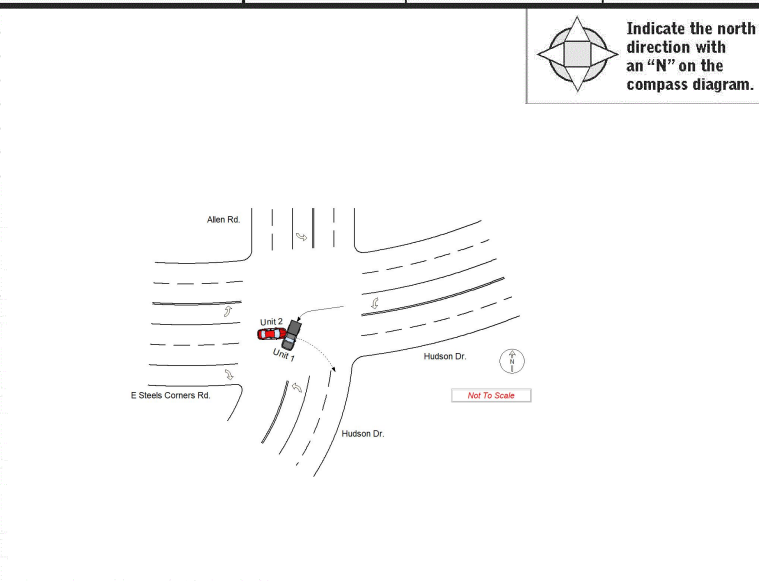 Indicate the north
direction with
an “N” on the
compass diagram.
Allen Rd.
Unit 2
Unit 1
Hudson Dr.
N
E Steels Corners Rd.
Not To Scale
Hudson Dr.